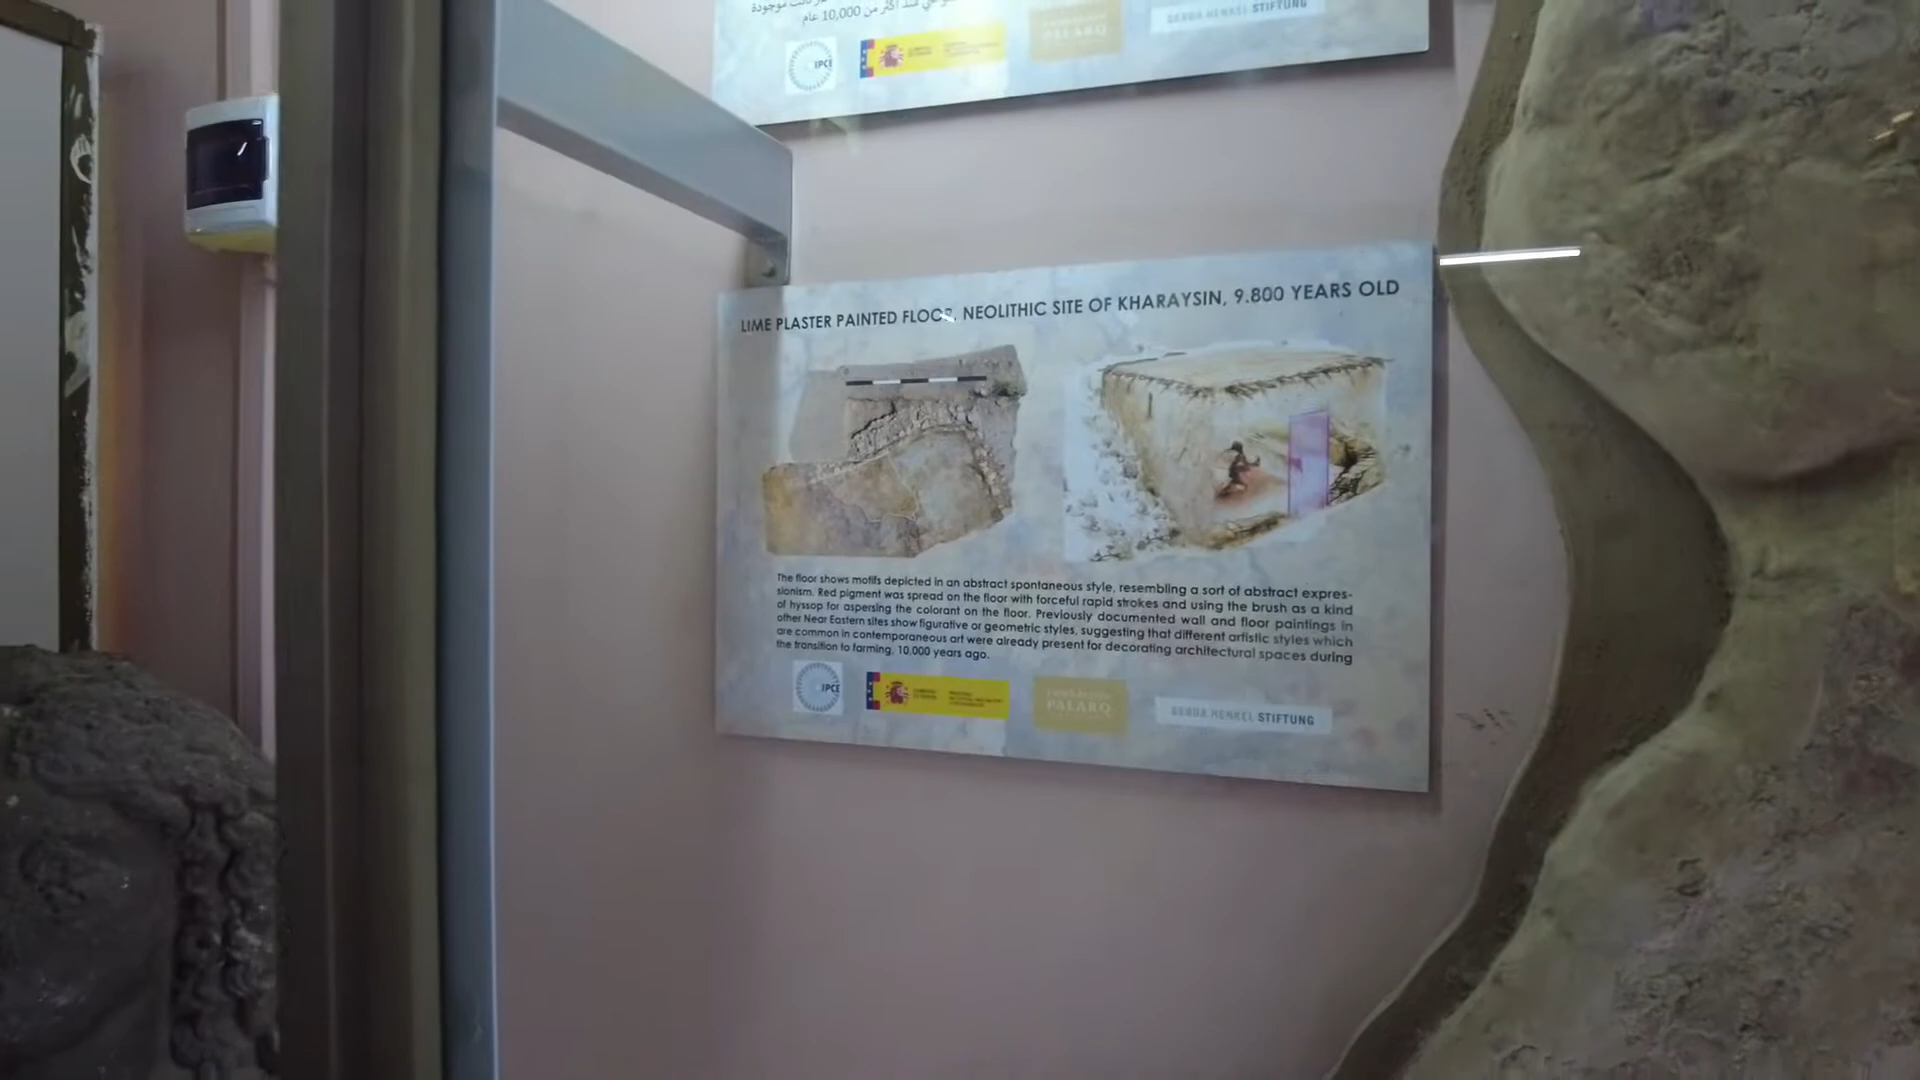 موجودة
منذ أكثر من 10,000 عام
IPCE
PALARQ
GERDA HENKEL STIFTUNG
LIME PLASTER PAINTED FLOOR, NEOLITHIC SITE OF KHARAYSIN, 9.800 YEARS OLD
The floor shows motifs depicted in an abstract spontaneous style, resembling a sort of abstract expres-
sionism. Red pigment was spread on the floor with forceful rapid strokes and using the brush as a kind
of hyssop for aspersing the colorant on the floor. Previously documented wall and floor paintings in
other Near Eastern sites show figurative or geometric styles, suggesting that different artistic styles which
are common in contemporaneous art were already present for decorating architectural spaces during
the transition to farming, 10,000 years ago.
IPCE
PALARQ
GERDA HENKEL STIFTUNG